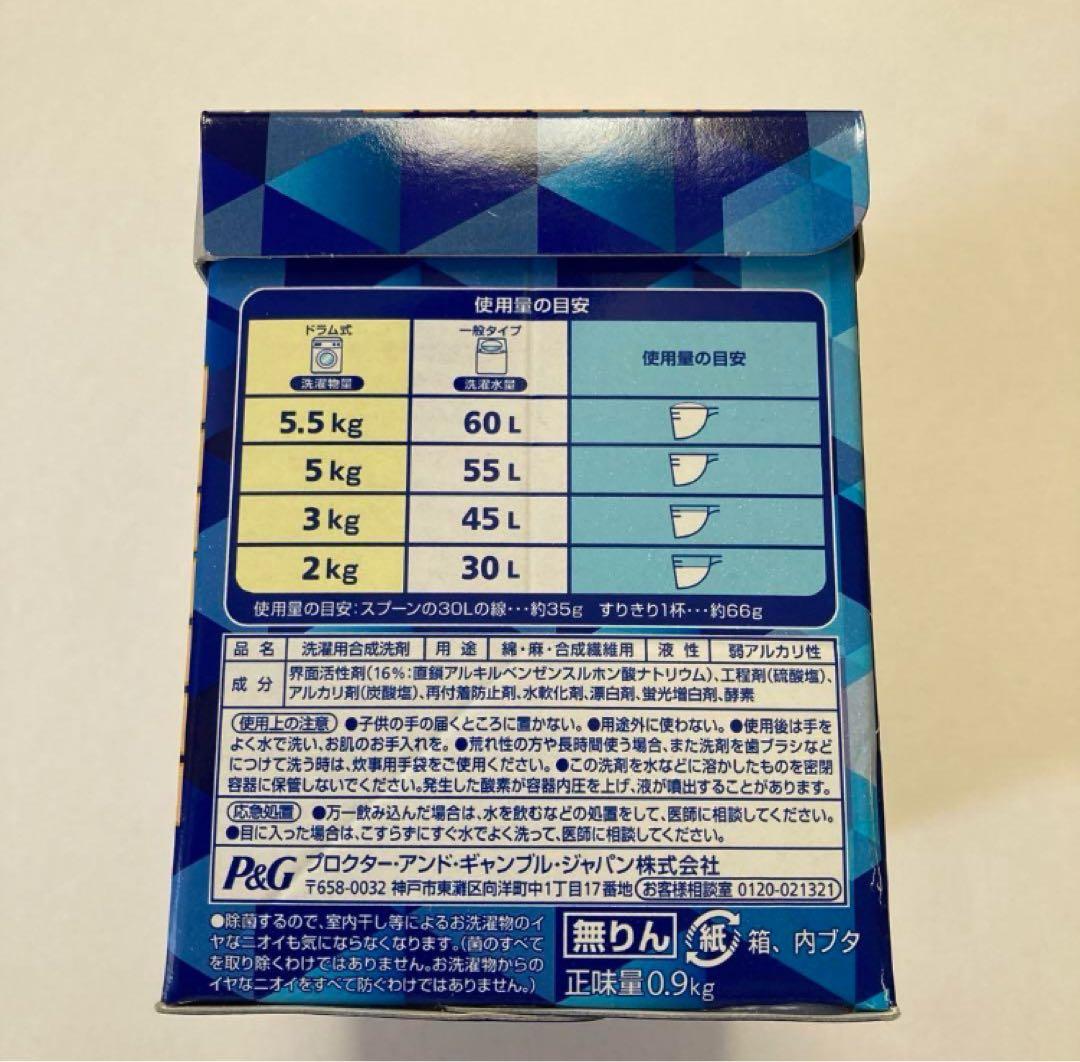 使用量の目安
ドラム式
一般タイプ
洗濯物量
洗濯水量
使用量の目安
5.5kg
60L
5kg
55L
3kg
45L
2kg
30L
使用量の目安:スプーンの30Lの線･･･約35g すりきり1杯･･･約66g
品名 洗濯用合成洗剤 用途 綿・麻・合成繊維用 液性 弱アルカリ性
成分
界面活性剤(16%:直鎖アルキルベンゼンスルホン酸ナトリウム)、工程剤(硫酸塩)、
アルカリ剤(炭酸塩)、再付着防止剤、水軟化剤、漂白剤、蛍光増白剤、酵素
使用上の注意 ●子供の手の届くところに置かない。●用途外に使わない。●使用後は手を
よく水で洗い、お肌のお手入れを。●荒れ性の方や長時間使う場合、また洗剤を歯ブラシなど
につけて洗う時は、炊事用手袋をご使用ください。●この洗剤を水などに溶かしたものを密閉
容器に保管しないでください。発生した酸素が容器内圧を上げ、液が噴出することがあります。
応急処置 ●万一飲み込んだ場合は、水を飲むなどの処置をして、医師に相談してください。
●目に入った場合は、こすらずにすぐ水でよく洗って、医師に相談してください。
P&G プロクター・アンド・ギャンブル・ジャパン株式会社
〒658-0032 神戸市東灘区向洋町中1丁目17番地 お客様相談室 0120-021321
●除菌するので、室内干し等によるお洗濯物のイ
ヤなニオイも気にならなくなります。(菌のすべて
を取り除くわけではありません。お洗濯物からの
イヤなニオイをすべて防ぐわけではありません。)
無りん 紙 箱、内ブタ
正味量0.9kg